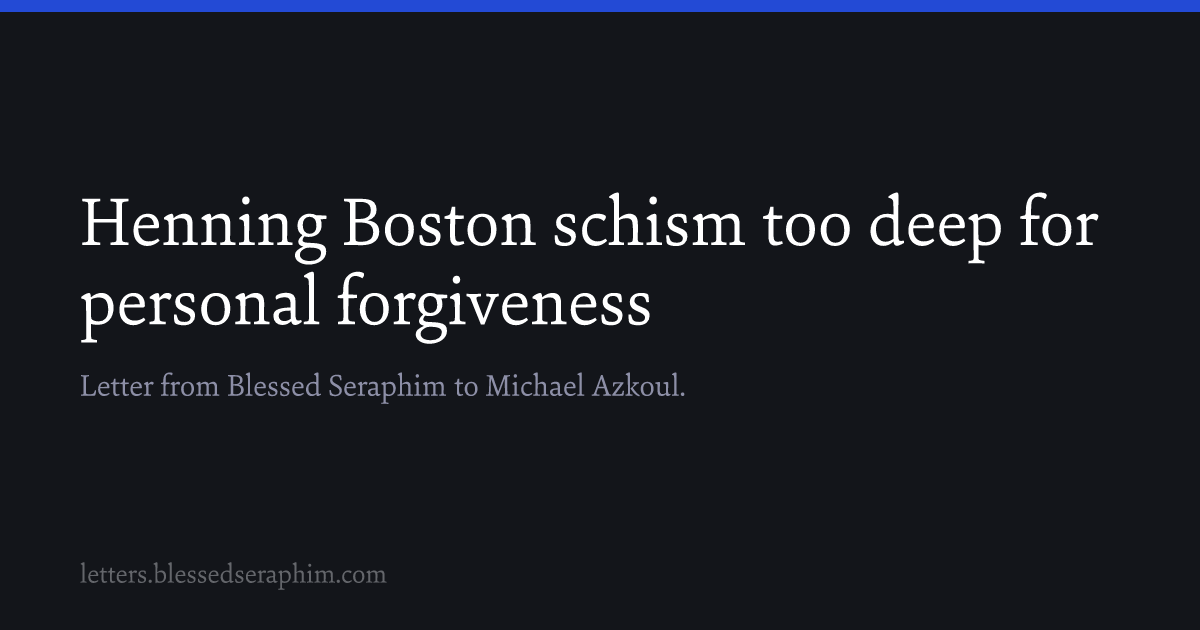 Henning Boston schism too deep for
personal forgiveness
Letter from Blessed Seraphim to Michael Azkoul.
letters.blessedseraphim.com